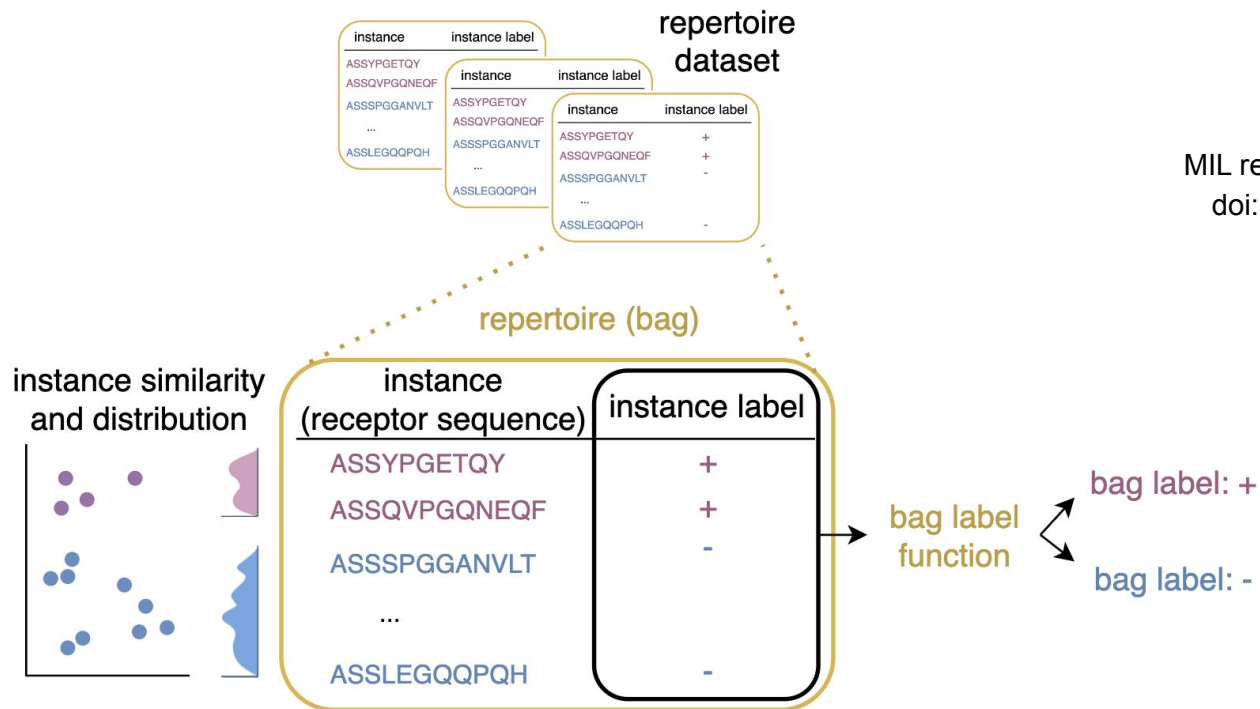 repertoire
dataset
instance instance label
ASSYPGETQY
ASSQVPGQNEQF
ASSSPGGANVLT
...
ASSLEGQQPQH
instance instance label
ASSYPGETQY
ASSQVPGQNEQF
ASSSPGGANVLT
...
ASSLEGQQPQH
instance instance label
ASSYPGETQY +
ASSQVPGQNEQF +
ASSSPGGANVLT -
...
ASSLEGQQPQH -
MIL re
doi:
repertoire (bag)
instance similarity
and distribution
instance
(receptor sequence) instance label
ASSYPGETQY +
ASSQVPGQNEQF +
ASSSPGGANVLT -
...
ASSLEGQQPQH -
bag label
function
bag label: +
bag label: -